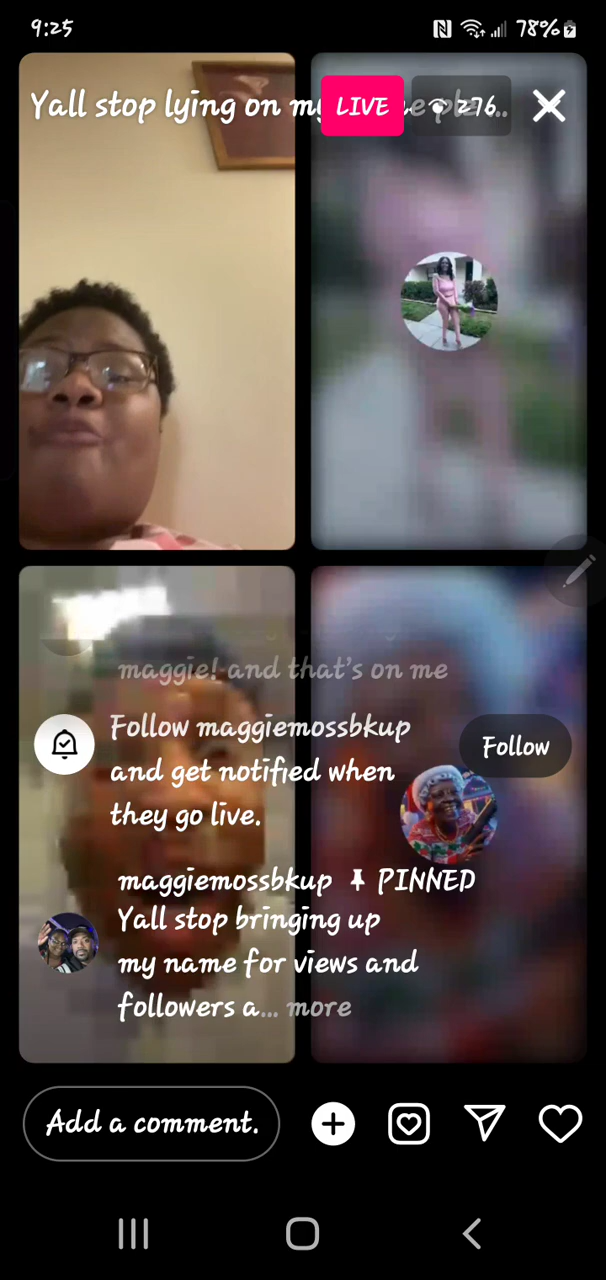 9:25
78%
Yall stop lying on my
LIVE
276
maggie! and that's on me
Follow maggiemossbkup
and get notified when
they go live.
Follow
maggiemossbkup PINNED
Yall stop bringing up
my name for views and
followers a... more
Add a comment.